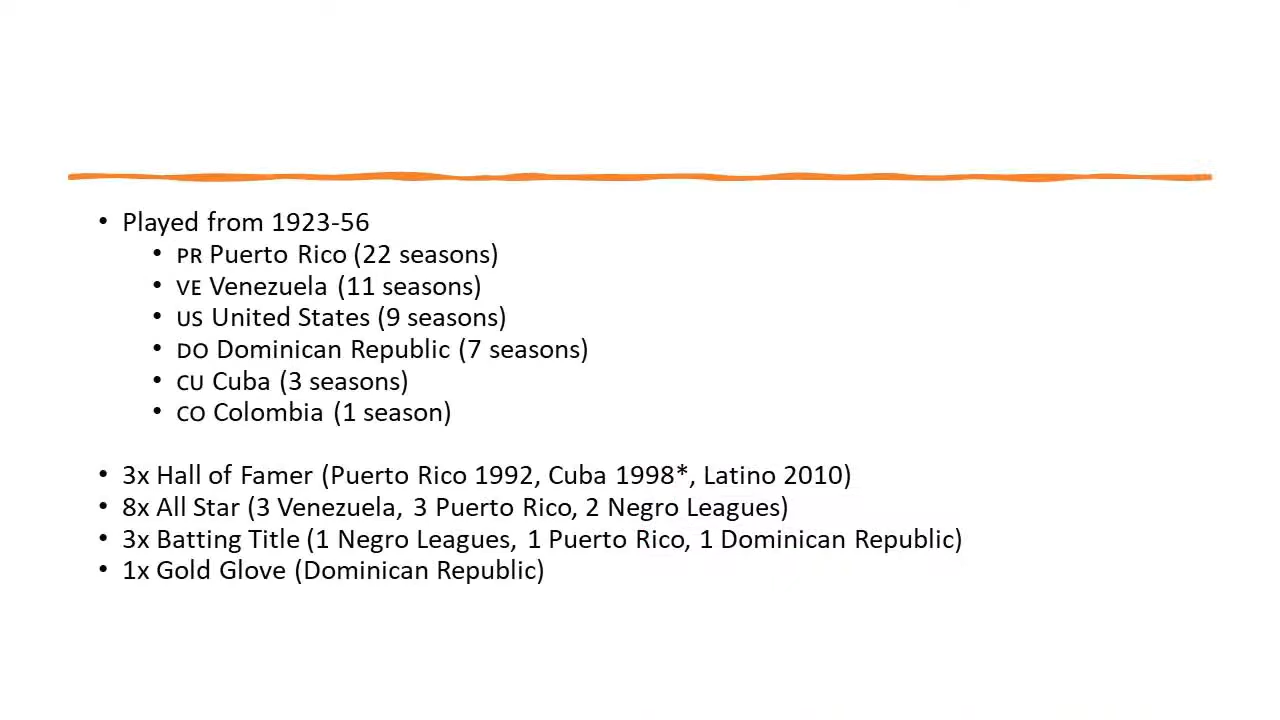 • Played from 1923-56
• PR Puerto Rico (22 seasons)
• VE Venezuela (11 seasons)
• US United States (9 seasons)
• DO Dominican Republic (7 seasons)
• CU Cuba (3 seasons)
• CO Colombia (1 season)
• 3x Hall of Famer (Puerto Rico 1992, Cuba 1998*, Latino 2010)
• 8x All Star (3 Venezuela, 3 Puerto Rico, 2 Negro Leagues)
• 3x Batting Title (1 Negro Leagues, 1 Puerto Rico, 1 Dominican Republic)
• 1x Gold Glove (Dominican Republic)